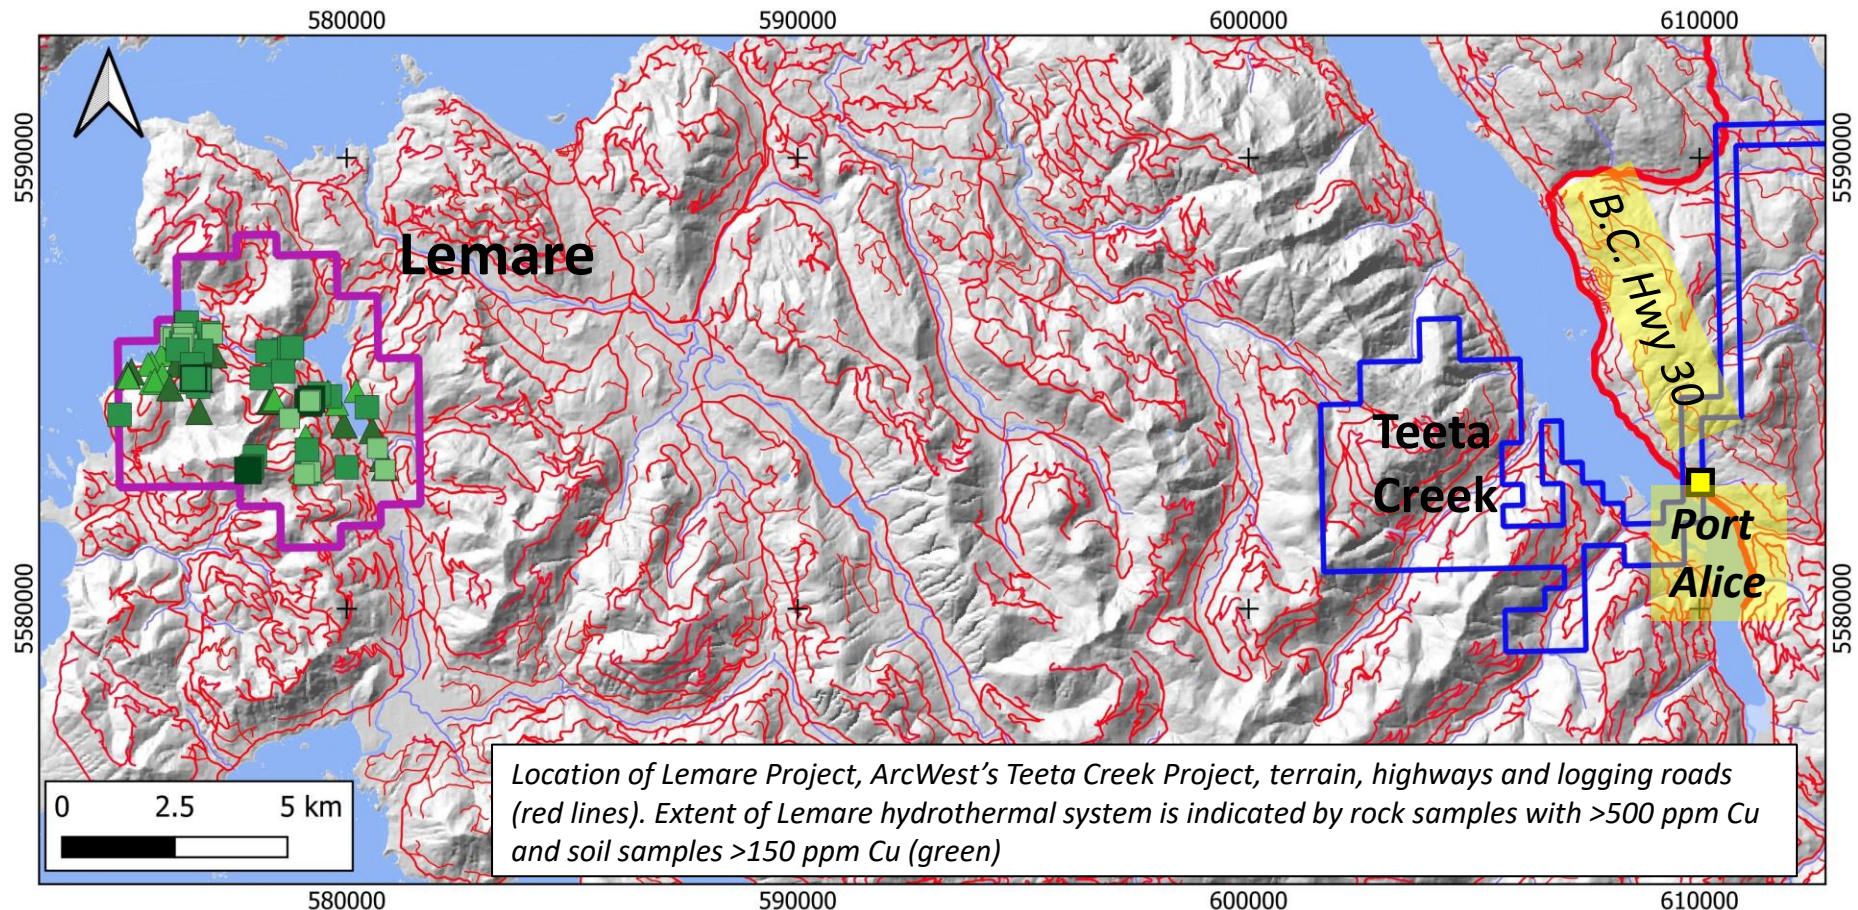 580000
590000
600000
610000
5590000
5590000
B.C. Hwy 30
Lemare
Teeta
Creek
Port
Alice
5580000
5580000
0 2.5 5 km
Location of Lemare Project, ArcWest’s Teeta Creek Project, terrain, highways and logging roads
(red lines). Extent of Lemare hydrothermal system is indicated by rock samples with >500 ppm Cu
and soil samples >150 ppm Cu (green)
580000
590000
600000
610000